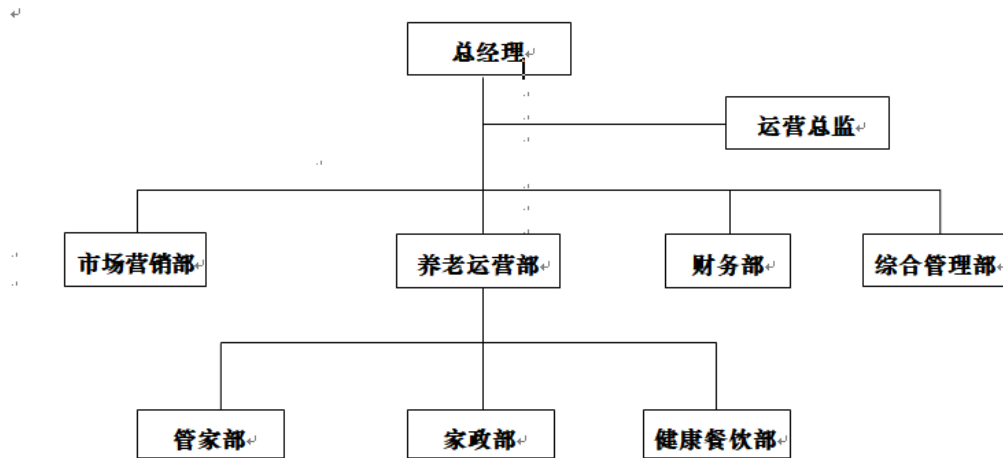 总经理
运营总监
市场营销部
养老运营部
财务部
综合管理部
管家部
家政部
健康餐饮部